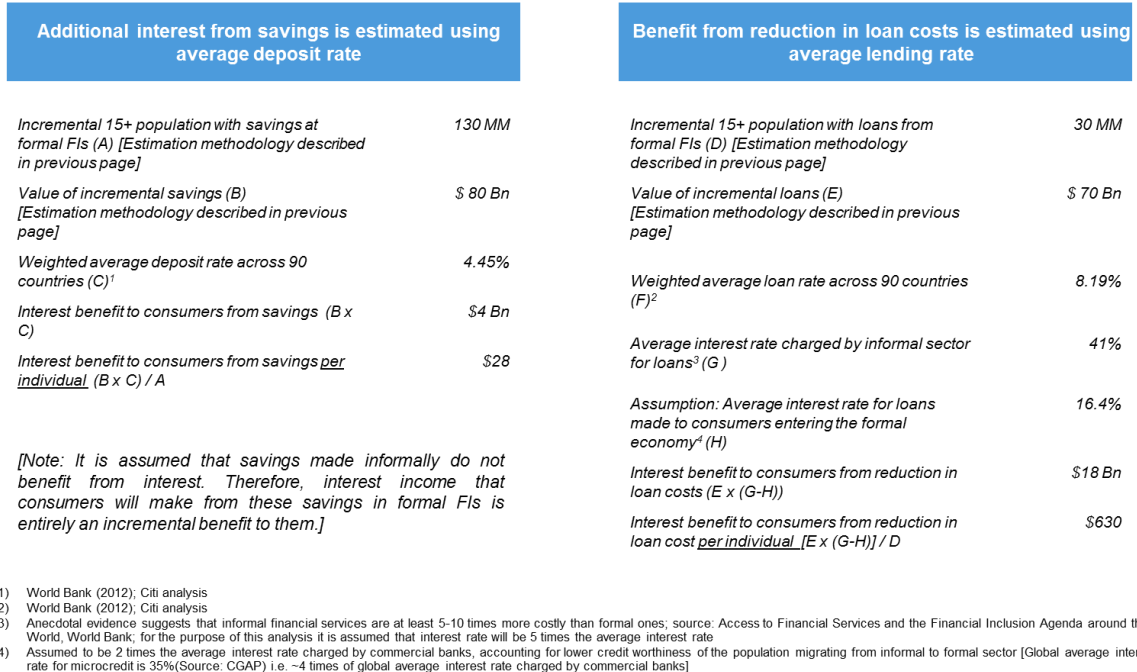 Additional interest from savings is estimated using
average deposit rate
Incremental 15+ population with savings at
formal FIs (A) [Estimation methodology described
in previous page]
130 MM
Value of incremental savings (B)
[Estimation methodology described in previous
page]
$ 80 Bn
Weighted average deposit rate across 90
countries (C)¹
4.45%
Interest benefit to consumers from savings (B x
C)
$4 Bn
Interest benefit to consumers from savings per
individual (B x C) / A
$28
[Note: It is assumed that savings made informally do not
benefit from interest. Therefore, interest income that
consumers will make from these savings in formal FIs is
entirely an incremental benefit to them.]
Benefit from reduction in loan costs is estimated using
average lending rate
Incremental 15+ population with loans from
formal FIs (D) [Estimation methodology
described in previous page]
30 MM
Value of incremental loans (E)
[Estimation methodology described in previous
page]
$ 70 Bn
Weighted average loan rate across 90 countries
(F)²
8.19%
Average interest rate charged by informal sector
for loans³ (G )
41%
Assumption: Average interest rate for loans
made to consumers entering the formal
economy⁴ (H)
16.4%
Interest benefit to consumers from reduction in
loan costs (E x (G-H))
$18 Bn
Interest benefit to consumers from reduction in
loan cost per individual [E x (G-H)] / D
$630
1) World Bank (2012); Citi analysis
2) World Bank (2012); Citi analysis
3) Anecdotal evidence suggests that informal financial services are at least 5-10 times more costly than formal ones; source: Access to Financial Services and the Financial Inclusion Agenda around
World, World Bank; for the purpose of this analysis it is assumed that interest rate will be 5 times the average interest rate
4) Assumed to be 2 times the average interest rate charged by commercial banks, accounting for lower credit worthiness of the population migrating from informal to formal sector [Global average
rate for microcredit is 35%(Source: CGAP) i.e. ~4 times of global average interest rate charged by commercial banks]